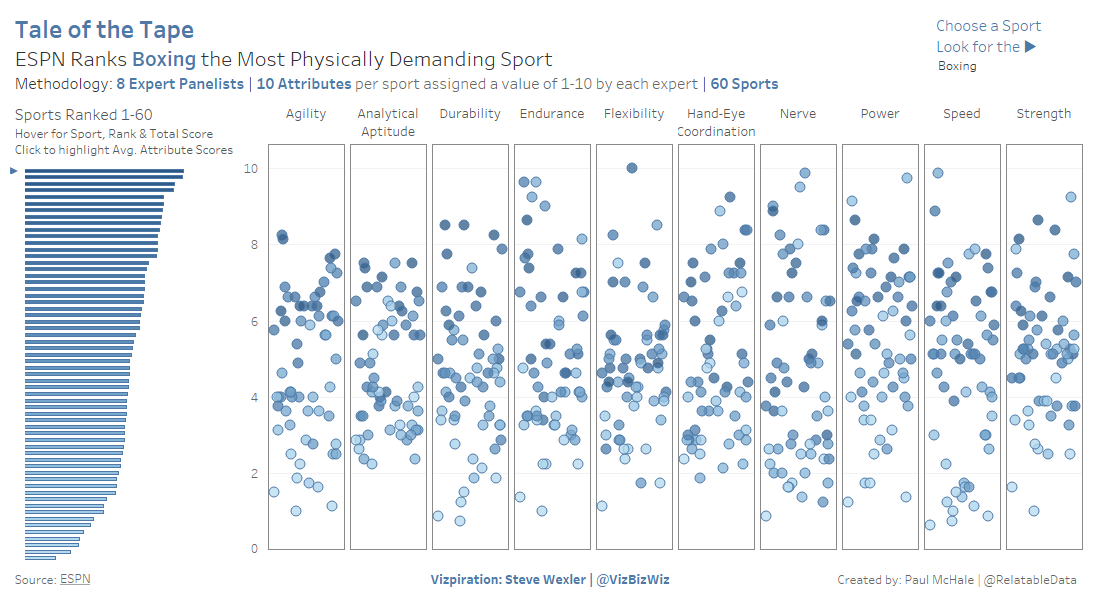 Tale of the Tape
ESPN Ranks Boxing the Most Physically Demanding Sport
Methodology: 8 Expert Panelists | 10 Attributes per sport assigned a value of 1-10 by each expert | 60 Sports
Choose a Sport
Look for the ▶
Boxing
Sports Ranked 1-60
Hover for Sport, Rank & Total Score
Click to highlight Avg. Attribute Scores
Agility
Analytical
Aptitude
Durability
Endurance
Flexibility
Hand-Eye
Coordination
Nerve
Power
Speed
Strength
10
8
6
4
2
0
Source: ESPN
Vizpiration: Steve Wexler | @VizBizWiz
Created by: Paul McHale | @RelatableData